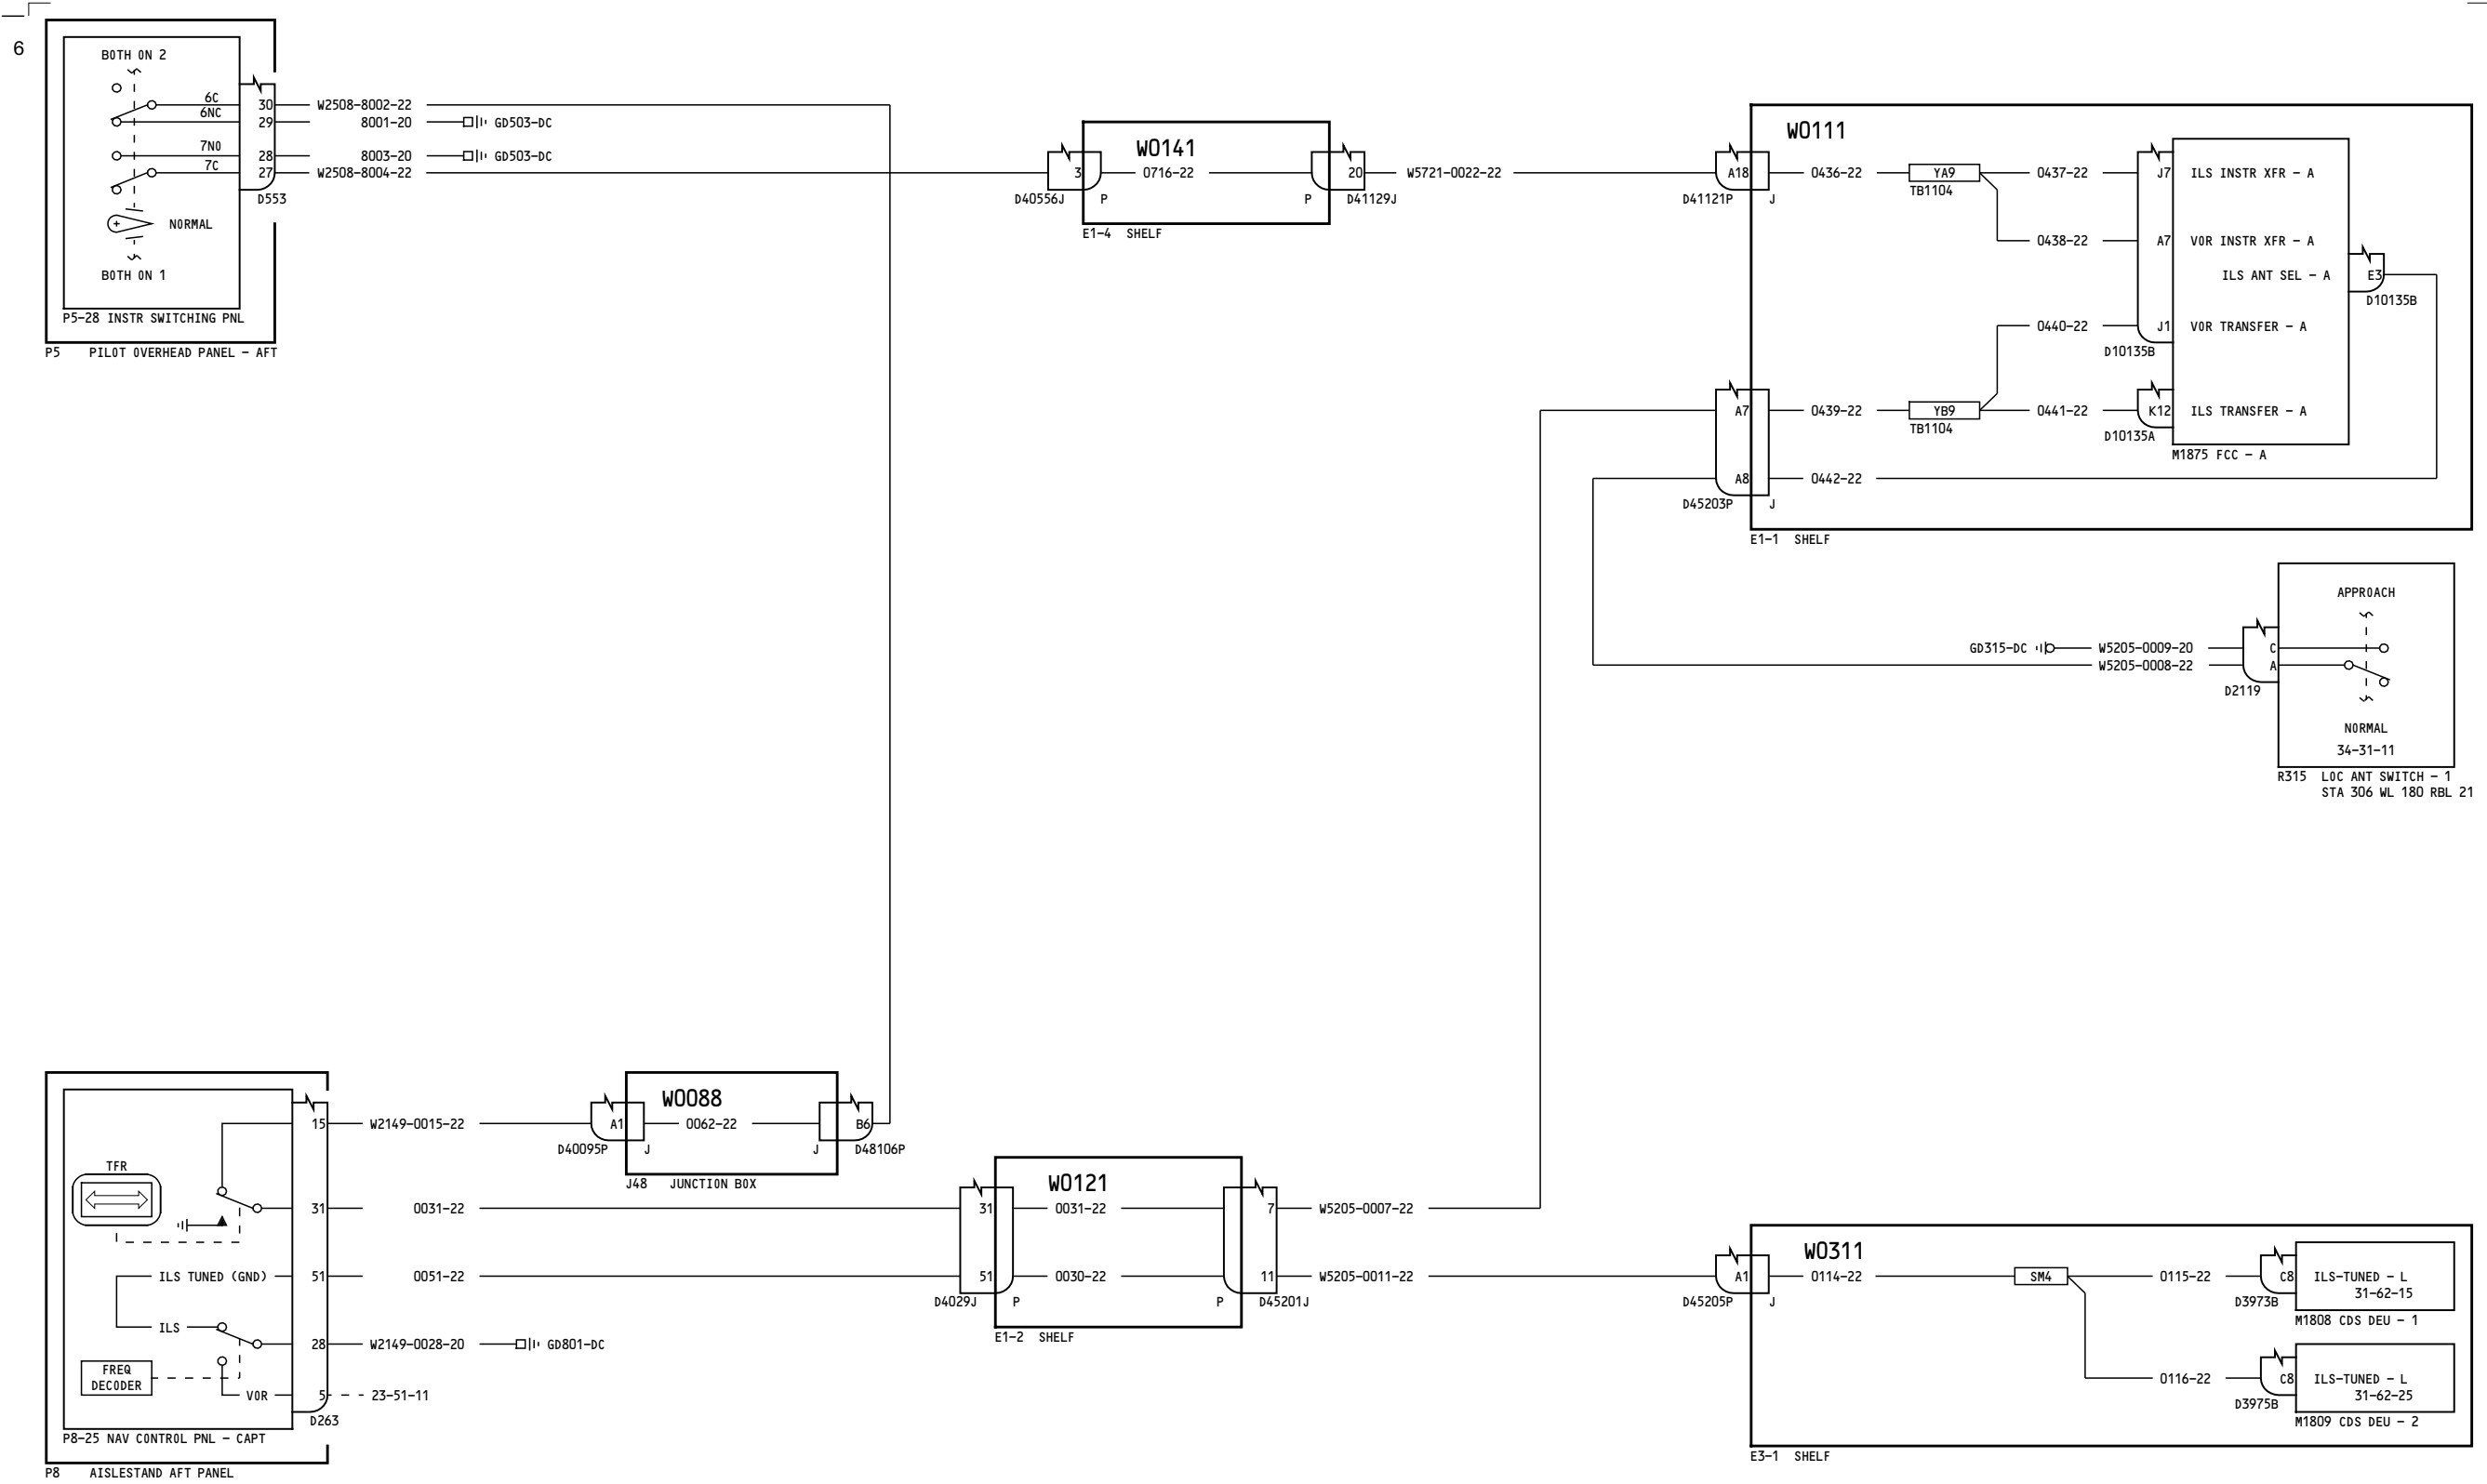 6
BOTH ON 2
6C
6NC
7NO
7C
30
29
28
27
D553
NORMAL
BOTH ON 1
P5-28 INSTR SWITCHING PNL
P5 PILOT OVERHEAD PANEL - AFT
W2508-8002-22
8001-20 GD503-DC
8003-20 GD503-DC
W2508-8004-22
W0141
3 0716-22 20 W5721-0022-22
D40556J P P D41129J
E1-4 SHELF
W0111
A18 0436-22 YA9 0437-22 J7 ILS INSTR XFR - A
D41121P J TB1104
0438-22 A7 VOR INSTR XFR - A
ILS ANT SEL - A E3
D10135B
0440-22 J1 VOR TRANSFER - A
D10135B
A7 0439-22 YB9 0441-22 K12 ILS TRANSFER - A
TB1104 D10135A
M1875 FCC - A
A8 0442-22
D45203P J
E1-1 SHELF
APPROACH
GD315-DC W5205-0009-20 C
W5205-0008-22 A
D2119
NORMAL
34-31-11
R315 LOC ANT SWITCH - 1
STA 306 WL 180 RBL 21
15 W2149-0015-22
W0088
A1 0062-22 B6
D40095P J J D48106P
J48 JUNCTION BOX
TFR
31 0031-22
W0121
31 0031-22 7 W5205-0007-22
ILS TUNED (GND) 51 0051-22
51 0030-22 11 W5205-0011-22
D4029J P P D45201J
E1-2 SHELF
ILS
28 W2149-0028-20 GD801-DC
FREQ
DECODER
VOR 5 23-51-11
D263
P8-25 NAV CONTROL PNL - CAPT
P8 AISLESTAND AFT PANEL
W0311
A1 0114-22 SM4 0115-22 C8 ILS-TUNED - L
31-62-15
D45205P J D3973B
M1808 CDS DEU - 1
0116-22 C8 ILS-TUNED - L
31-62-25
D3975B
M1809 CDS DEU - 2
E3-1 SHELF